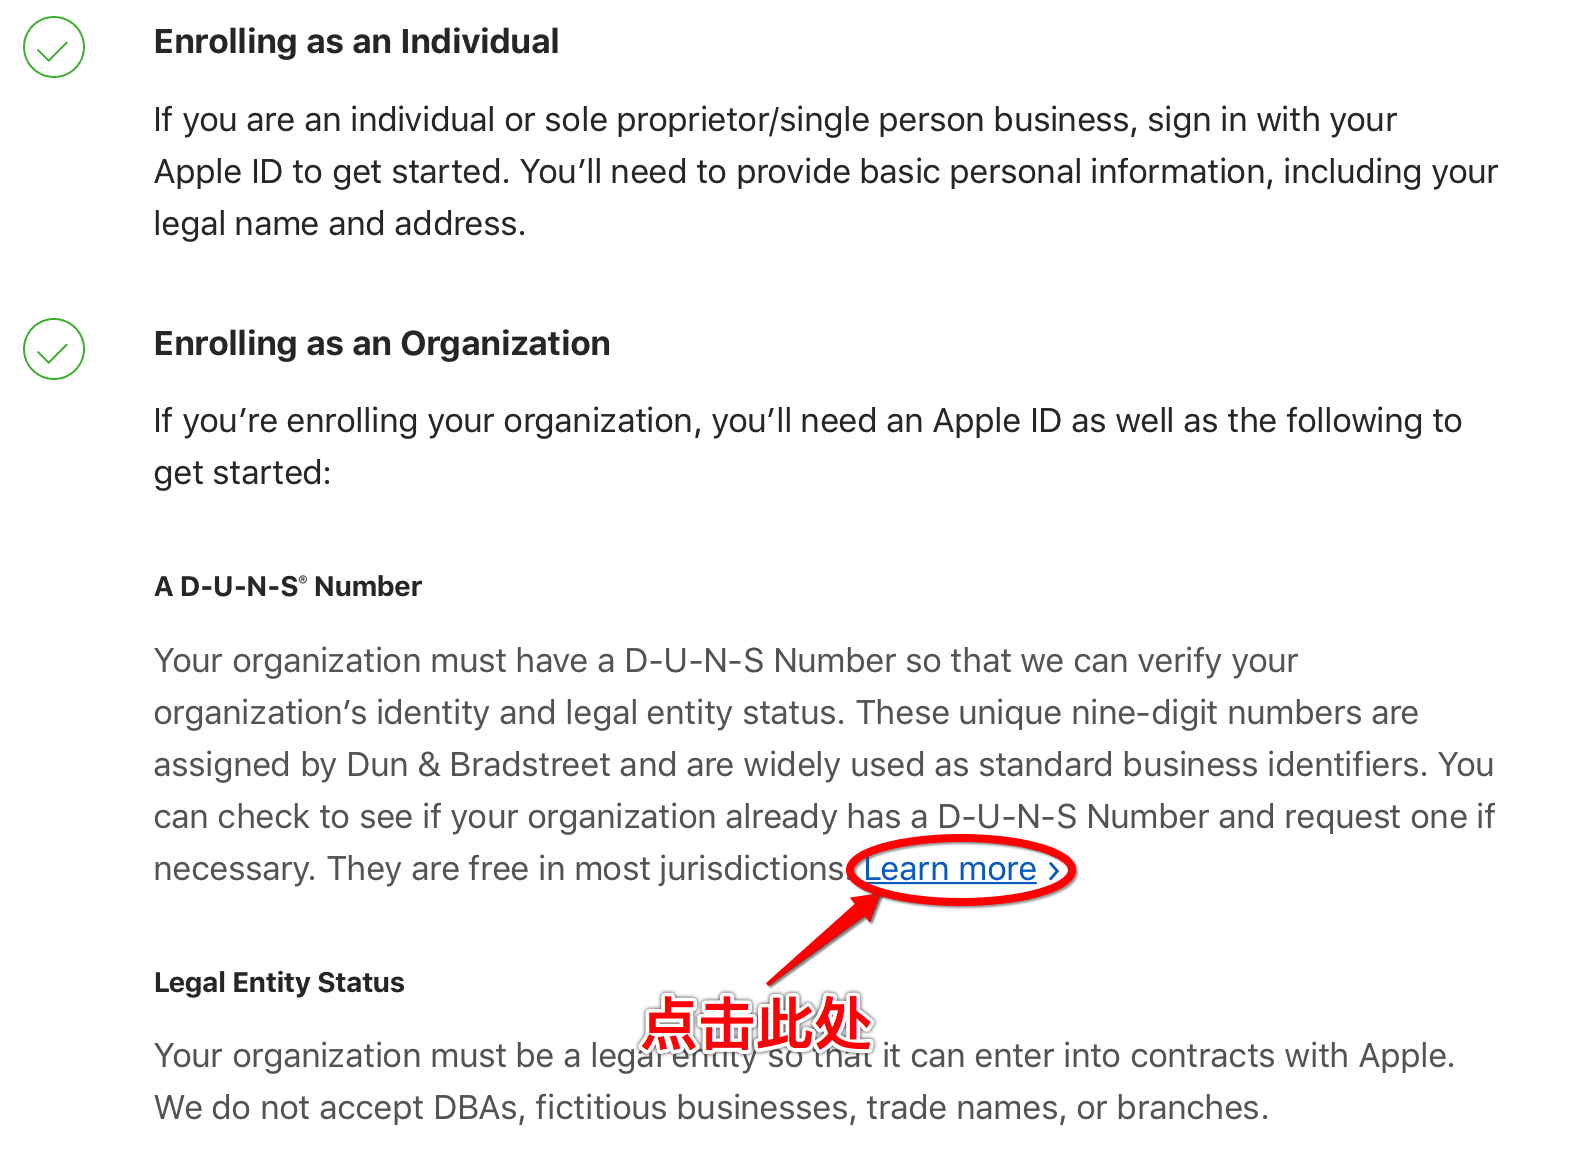 Enrolling as an Individual
If you are an individual or sole proprietor/single person business, sign in with your
Apple ID to get started. You’ll need to provide basic personal information, including your
legal name and address.
Enrolling as an Organization
If you’re enrolling your organization, you’ll need an Apple ID as well as the following to
get started:
A D-U-N-S® Number
Your organization must have a D-U-N-S Number so that we can verify your
organization’s identity and legal entity status. These unique nine-digit numbers are
assigned by Dun & Bradstreet and are widely used as standard business identifiers. You
can check to see if your organization already has a D-U-N-S Number and request one if
necessary. They are free in most jurisdictions. Learn more >
Legal Entity Status
点击此处
Your organization must be a legal entity so that it can enter into contracts with Apple.
We do not accept DBAs, fictitious businesses, trade names, or branches.